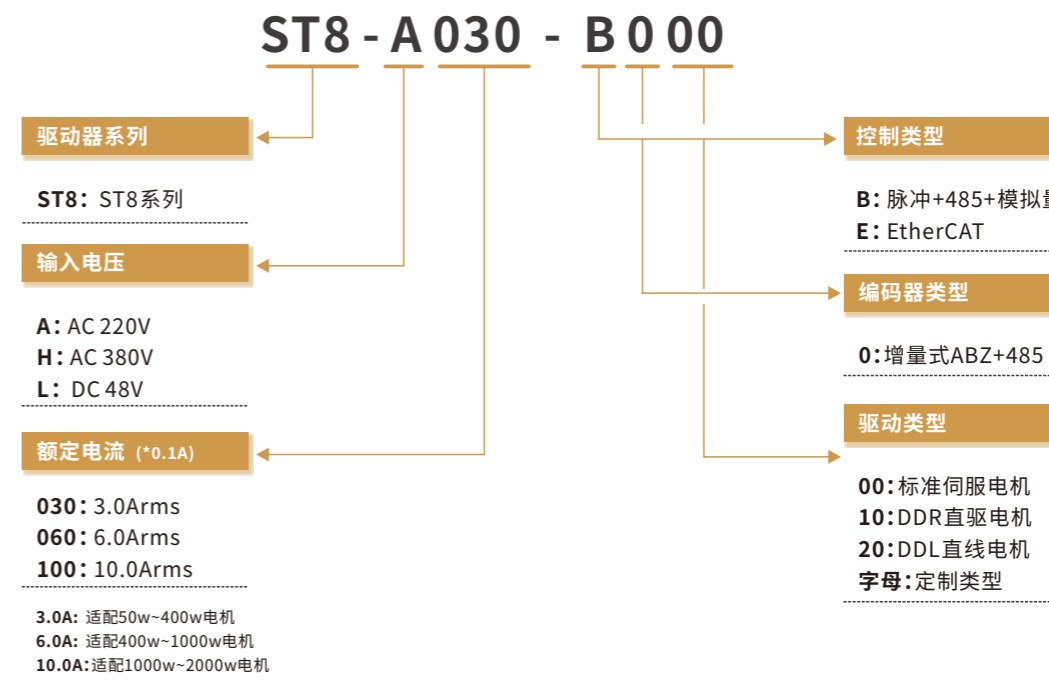 ST8-A030-B000
驱动器系列
ST8：ST8系列
输入电压
A：AC 220V
H：AC 380V
L：DC 48V
额定电流 (*0.1A)
030：3.0Arms
060：6.0Arms
100：10.0Arms
3.0A: 适配50w~400w电机
6.0A: 适配400w~1000w电机
10.0A:适配1000w~2000w电机
控制类型
B：脉冲+485+模拟量
E：EtherCAT
编码器类型
0:增量式ABZ+485
驱动类型
00:标准伺服电机
10:DDR直驱电机
20:DDL直线电机
字母:定制类型